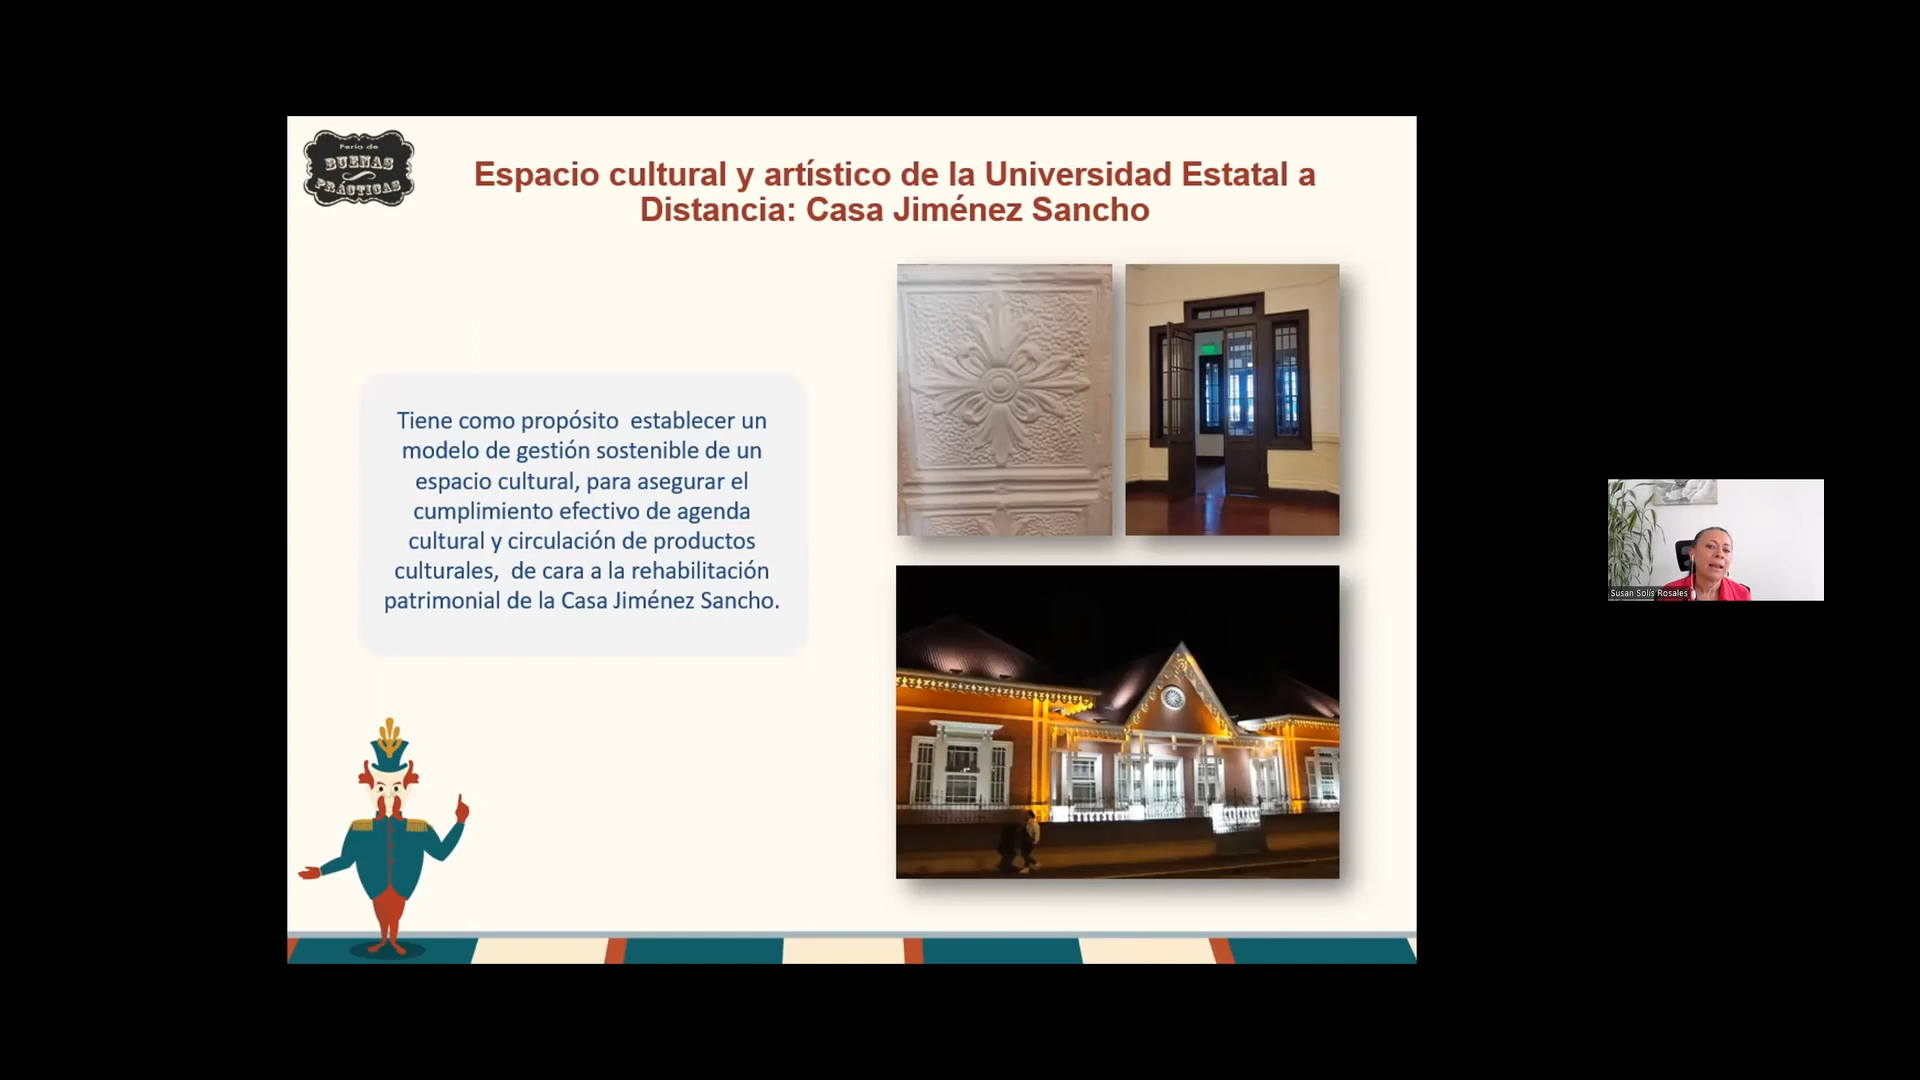 Feria de
BUENAS
PRÁCTICAS
Espacio cultural y artístico de la Universidad Estatal a
Distancia: Casa Jiménez Sancho
Tiene como propósito  establecer un
modelo de gestión sostenible de un
espacio cultural, para asegurar el
cumplimiento efectivo de agenda
cultural y circulación de productos
culturales,  de cara a la rehabilitación
patrimonial de la Casa Jiménez Sancho.
Susan Solís Rosales